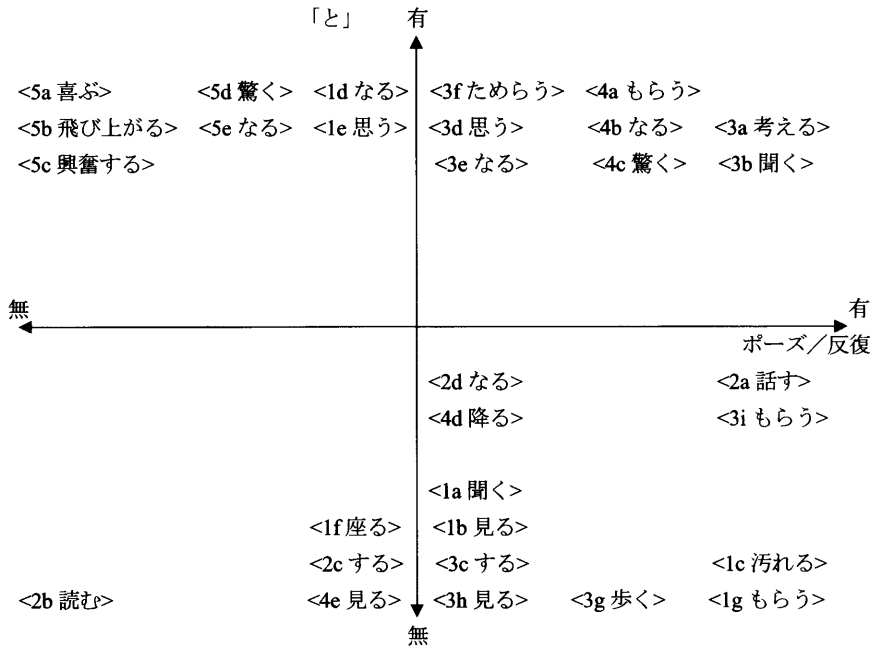 「と」 有
<5a 喜ぶ> <5d 驚く> <1d なる> <3f ためらう> <4a もらう>
<5b 飛び上がる> <5e なる> <1e 思う> <3d 思う> <4b なる> <3a 考える>
<5c 興奮する> <3e なる> <4c 驚く> <3b 聞く>
無 有
ポーズ／反復
<2d なる> <2a 話す>
<4d 降る> <3i もらう>
<1a 聞く>
<1f 座る> <1b 見る>
<2c する> <3c する> <1c 汚れる>
<2b 読む> <4e 見る> <3h 見る> <3g 歩く> <1g もらう>
無